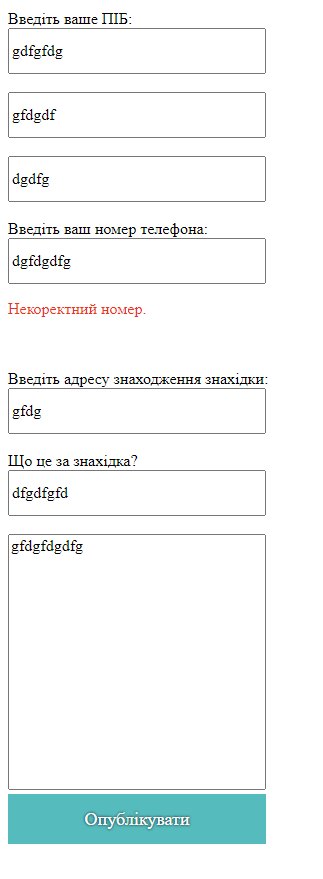 Введіть ваше ПІБ:
gdfgfdg
gfdgdf
dgdfg
Введіть ваш номер телефона:
dgfdgdfg
Некоректний номер.
Введіть адресу знаходження знахідки:
gfdg
Що це за знахідка?
dfgdfgfd
gfdgfdgdfg
Опублікувати